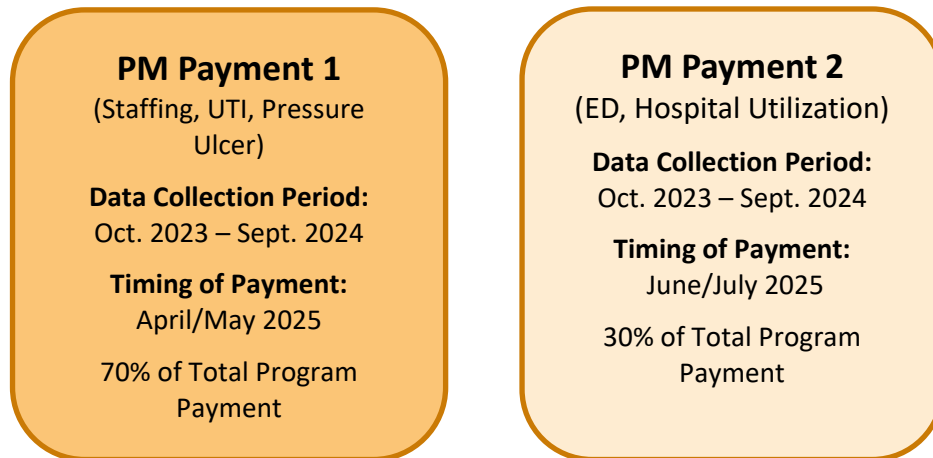 PM Payment 1
(Staffing, UTI, Pressure
Ulcer)
Data Collection Period:
Oct. 2023 – Sept. 2024
Timing of Payment:
April/May 2025
70% of Total Program
Payment
PM Payment 2
(ED, Hospital Utilization)
Data Collection Period:
Oct. 2023 – Sept. 2024
Timing of Payment:
June/July 2025
30% of Total Program
Payment